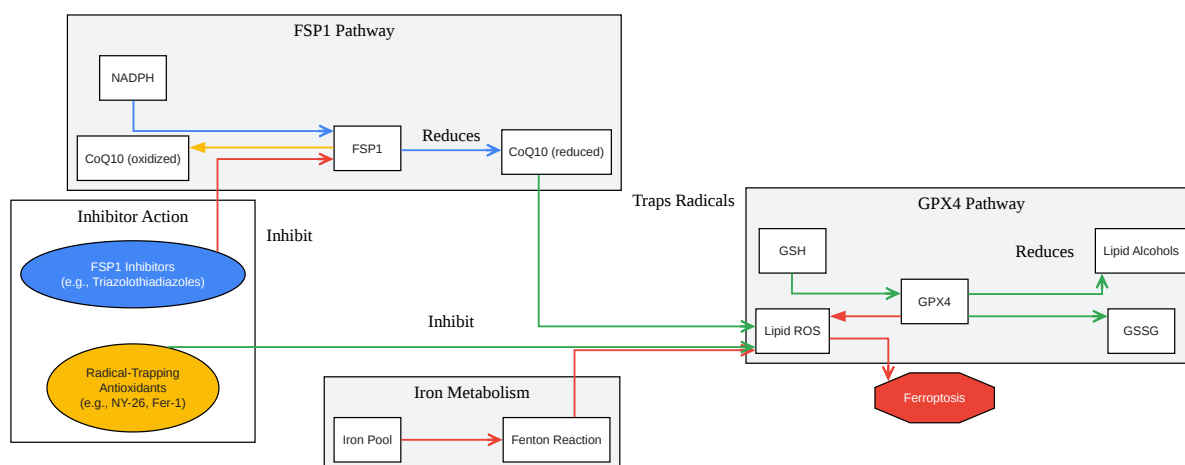 FSP1 Pathway
NADPH
CoQ10 (oxidized)
FSP1
Reduces
CoQ10 (reduced)
Inhibitor Action
FSP1 Inhibitors
(e.g., Triazolothiadiazoles)
Inhibit
Radical-Trapping
Antioxidants
(e.g., NY-26, Fer-1)
Inhibit
Traps Radicals
GPX4 Pathway
GSH
Reduces
Lipid Alcohols
GPX4
Lipid ROS
GSSG
Ferroptosis
Iron Metabolism
Iron Pool
Fenton Reaction